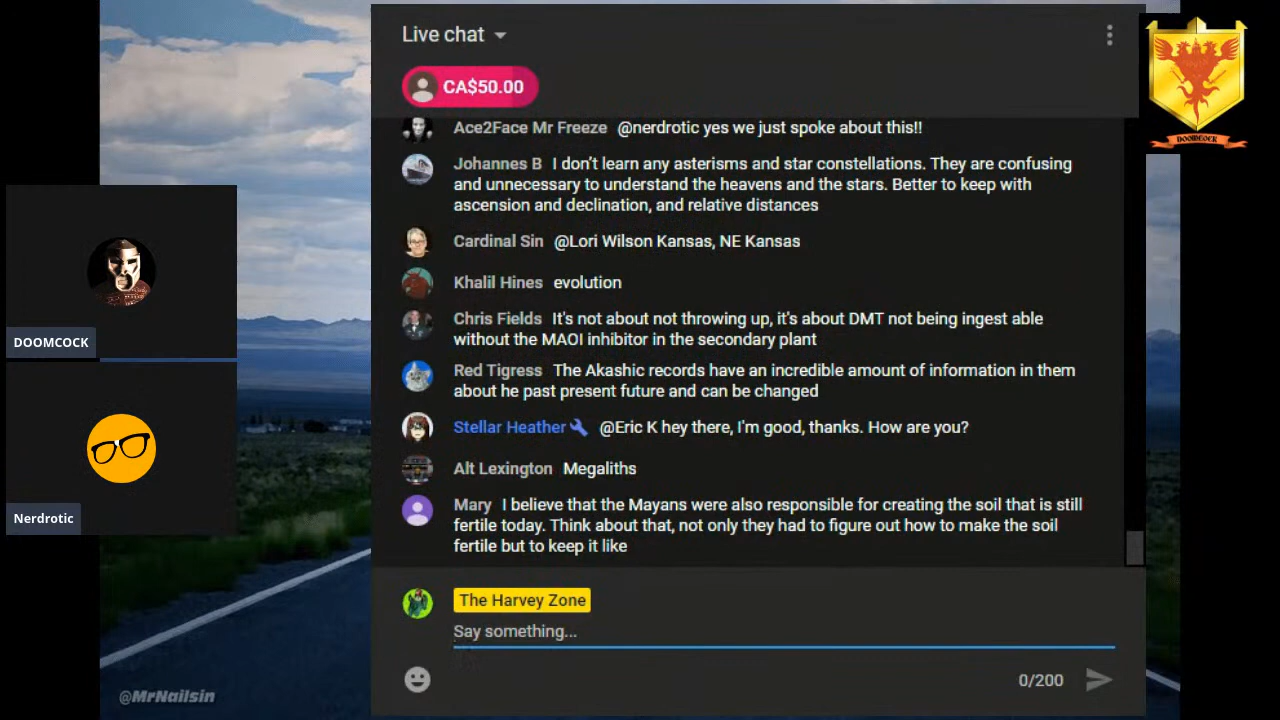 Live chat
CA$50.00
DOOMCOCK
Ace2Face Mr Freeze @nerdrotic yes we just spoke about this!!
Johannes B I don't learn any asterisms and star constellations. They are confusing
and unnecessary to understand the heavens and the stars. Better to keep with
ascension and declination, and relative distances
Cardinal Sin @Lori Wilson Kansas, NE Kansas
Khalil Hines evolution
Chris Fields It's not about not throwing up, it's about DMT not being ingest able
without the MAOI inhibitor in the secondary plant
DOOMCOCK
Red Tigress The Akashic records have an incredible amount of information in them
about he past present future and can be changed
Stellar Heather @Eric K hey there, I'm good, thanks. How are you?
Alt Lexington Megaliths
Mary I believe that the Mayans were also responsible for creating the soil that is still
fertile today. Think about that, not only they had to figure out how to make the soil
fertile but to keep it like
Nerdrotic
The Harvey Zone
Say something...
0/200
@MrNailsin